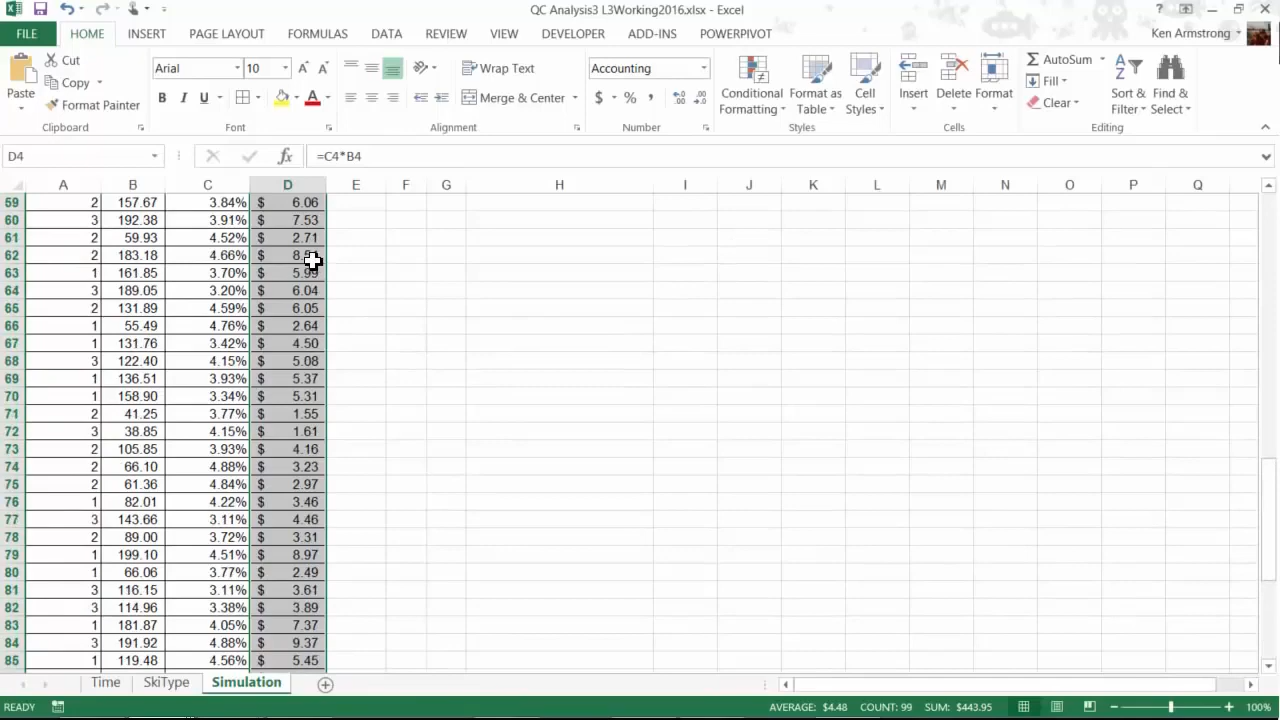 QC Analysis3 L3Working2016.xlsx - Excel
FILE HOME INSERT PAGE LAYOUT FORMULAS DATA REVIEW VIEW DEVELOPER ADD-INS POWERPIVOT Ken Armstrong
Paste Cut Copy Format Painter
Arial 10 A A
B I U A
Wrap Text
Merge & Center
Accounting
$ % ,
Conditional Formatting Format as Table Cell Styles
Insert Delete Format
AutoSum Fill Clear
Sort & Filter Find & Select
Clipboard Font Alignment Number Styles Cells Editing
D4 fx =C4*B4
A B C D E F G H I J K L M N O P Q
59 2 157.67 3.84% $ 6.06
60 3 192.38 3.91% $ 7.53
61 2 59.93 4.52% $ 2.71
62 2 183.18 4.66% $
63 1 161.85 3.70% $ 5.99
64 3 189.05 3.20% $ 6.04
65 2 131.89 4.59% $ 6.05
66 1 55.49 4.76% $ 2.64
67 1 131.76 3.42% $ 4.50
68 3 122.40 4.15% $ 5.08
69 1 136.51 3.93% $ 5.37
70 1 158.90 3.34% $ 5.31
71 2 41.25 3.77% $ 1.55
72 3 38.85 4.15% $ 1.61
73 2 105.85 3.93% $ 4.16
74 2 66.10 4.88% $ 3.23
75 2 61.36 4.84% $ 2.97
76 1 82.01 4.22% $ 3.46
77 3 143.66 3.11% $ 4.46
78 2 89.00 3.72% $ 3.31
79 1 199.10 4.51% $ 8.97
80 1 66.06 3.77% $ 2.49
81 3 116.15 3.11% $ 3.61
82 3 114.96 3.38% $ 3.89
83 1 181.87 4.05% $ 7.37
84 3 191.92 4.88% $ 9.37
85 1 119.48 4.56% $ 5.45
Time SkiType Simulation
READY AVERAGE: $4.48 COUNT: 99 SUM: $443.95 100%